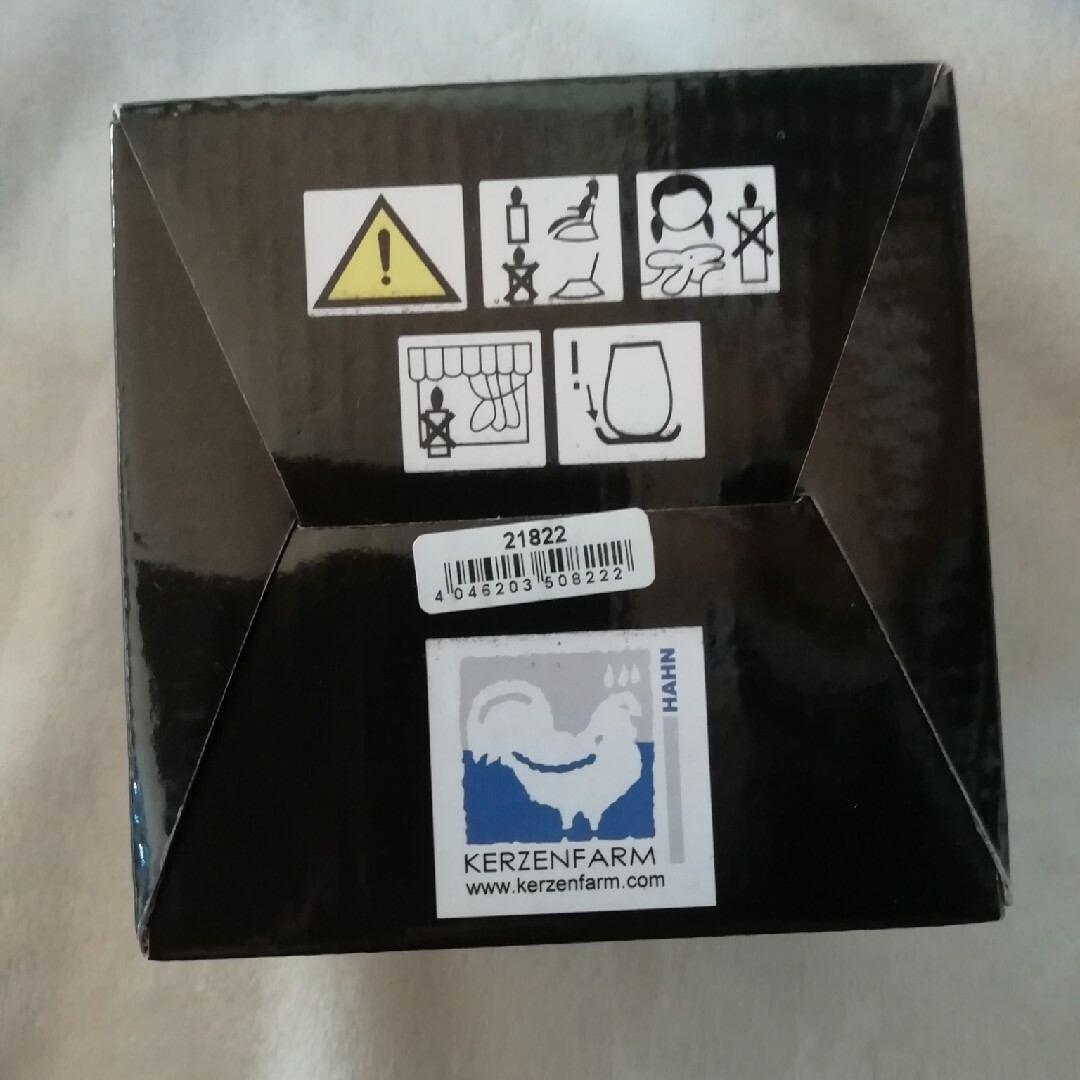 21822
4 046203 508222
HAHN
KERZENFARM
www.kerzenfarm.com